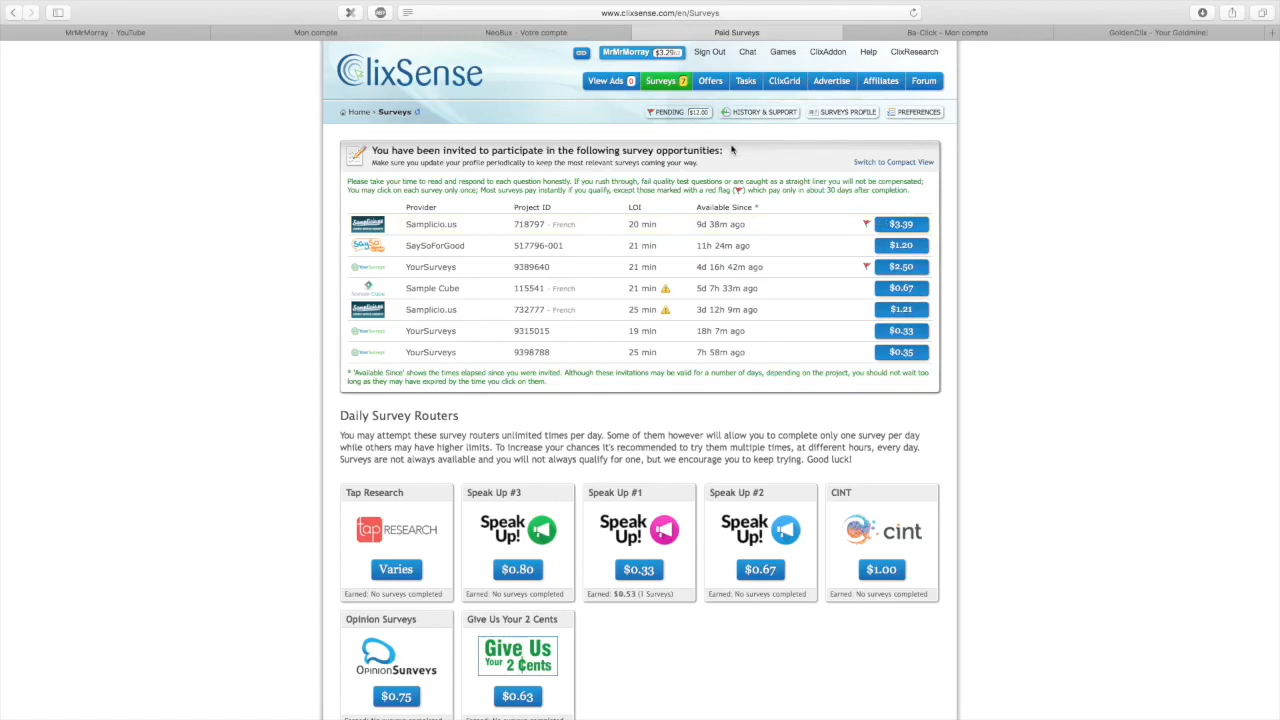 www.clixsense.com/en/Surveys
MrMrMorray - YouTube
Mon compte
NeoBux - Votre compte
Paid Surveys
Ba-Click - Mon compte
GoldenClix - Your Goldmine!
ClixSense
MrMrMorray
Sign Out
Chat
Games
ClixAddon
Help
ClixResearch
View Ads 0
Surveys 7
Offers
Tasks
ClixGrid
Advertise
Affiliates
Forum
Home » Surveys
PENDING $12.00
HISTORY & SUPPORT
SURVEYS PROFILE
PREFERENCES
You have been invited to participate in the following survey opportunities:
Make sure you update your profile periodically to keep the most relevant surveys coming your way.
Switch to Compact View
Please take your time to read and respond to each question honestly. If you rush through, fail quality test questions or are caught as a straight liner you will not be compensated;
You may click on each survey only once; Most surveys pay instantly if you qualify, except those marked with a red flag ( ) which pay only in about 30 days after completion.
Provider Project ID LOI Available Since *
Samplicio.us 718797 - French 20 min 9d 38m ago $3.39
SaySoForGood 517796-001 21 min 11h 24m ago $1.20
YourSurveys 9389640 21 min 4d 16h 42m ago $2.50
Sample Cube 115541 - French 21 min 5d 7h 33m ago $0.67
Samplicio.us 732777 - French 25 min 3d 12h 9m ago $1.21
YourSurveys 9315015 19 min 18h 7m ago $0.33
YourSurveys 9398788 25 min 7h 58m ago $0.35
* 'Available Since' shows the times elapsed since you were invited. Although these invitations may be valid for a number of days, depending on the project, you should not wait too
long as they may have expired by the time you click on them.
Daily Survey Routers
You may attempt these survey routers unlimited times per day. Some of them however will allow you to complete only one survey per day
while others may have higher limits. To increase your chances it's recommended to try them multiple times, at different hours, every day.
Surveys are not always available and you will not always qualify for one, but we encourage you to keep trying. Good luck!
Tap Research
tap RESEARCH
Varies
Earned: No surveys completed
Speak Up #3
Speak Up!
$0.80
Earned: No surveys completed
Speak Up #1
Speak Up!
$0.33
Earned: $0.53 (1 Surveys)
Speak Up #2
Speak Up!
$0.67
Earned: No surveys completed
CINT
cint
$1.00
Earned: No surveys completed
Opinion Surveys
OPINIONSURVEYS
$0.75
Earned: No surveys completed
Give Us Your 2 Cents
Give Us
Your 2 ¢ents
$0.63
Earned: No surveys completed